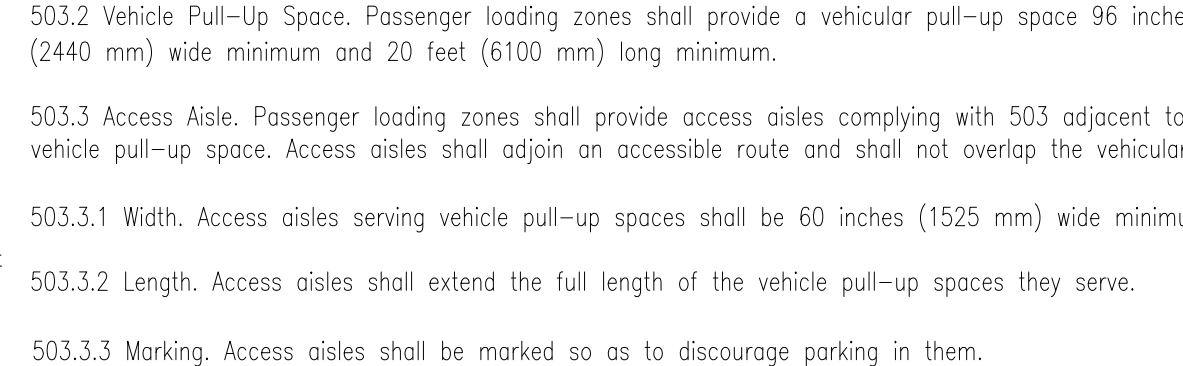 503.2 Vehicle Pull-Up Space. Passenger loading zones shall provide a vehicular pull-up space 96 inche
(2440 mm) wide minimum and 20 feet (6100 mm) long minimum.
503.3 Access Aisle. Passenger loading zones shall provide access aisles complying with 503 adjacent to
vehicle pull-up space. Access aisles shall adjoin an accessible route and shall not overlap the vehicular
503.3.1 Width. Access aisles serving vehicle pull-up spaces shall be 60 inches (1525 mm) wide minimu
503.3.2 Length. Access aisles shall extend the full length of the vehicle pull-up spaces they serve.
503.3.3 Marking. Access aisles shall be marked so as to discourage parking in them.